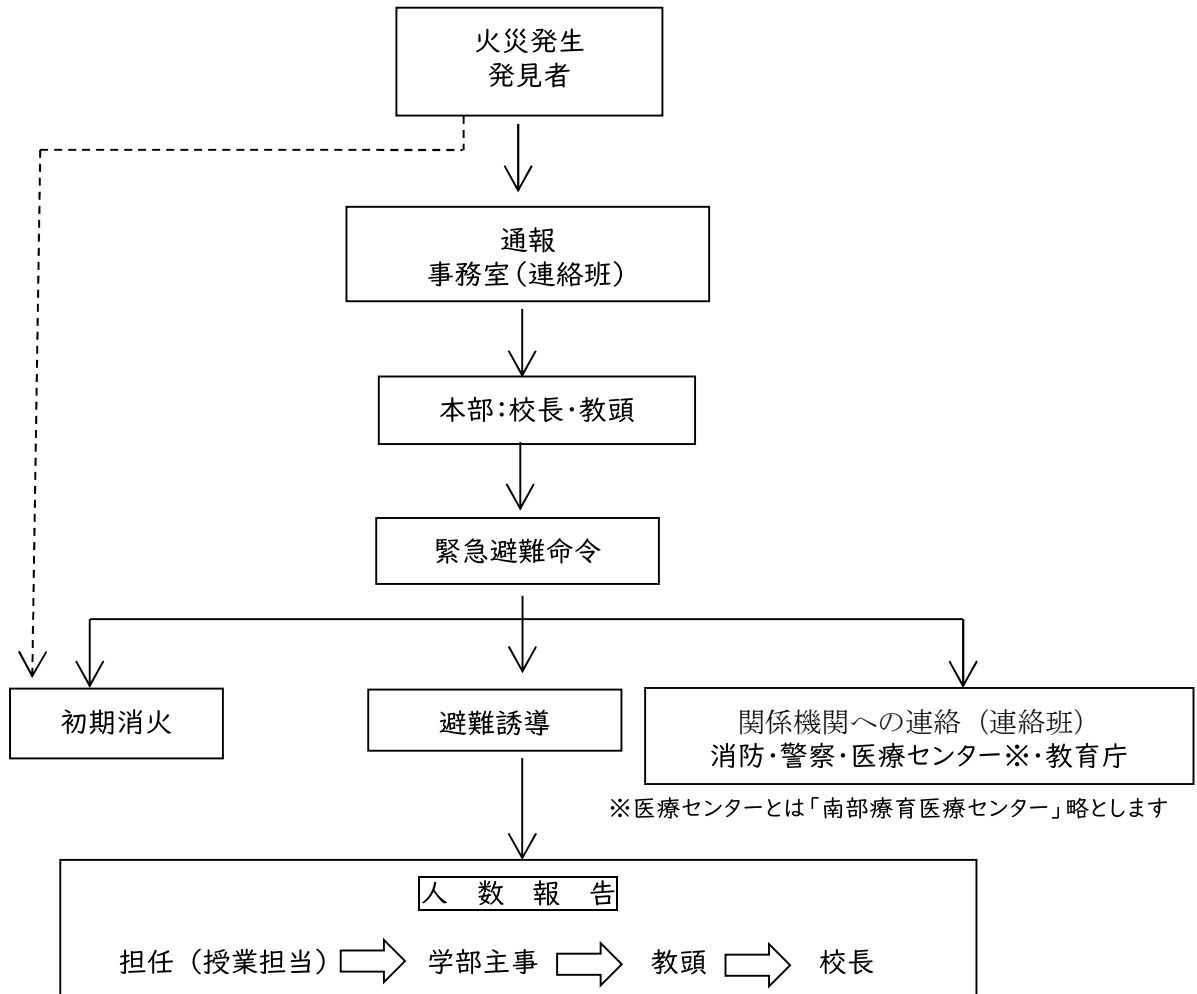 火災発生
発見者
通報
事務室(連絡班)
本部:校長・教頭
緊急避難命令
初期消火
避難誘導
関係機関への連絡(連絡班)
消防・警察・医療センター※・教育庁
※医療センターとは「南部療育医療センター」略とします
人 数 報 告
担任(授業担当) 学部主事 教頭 校長